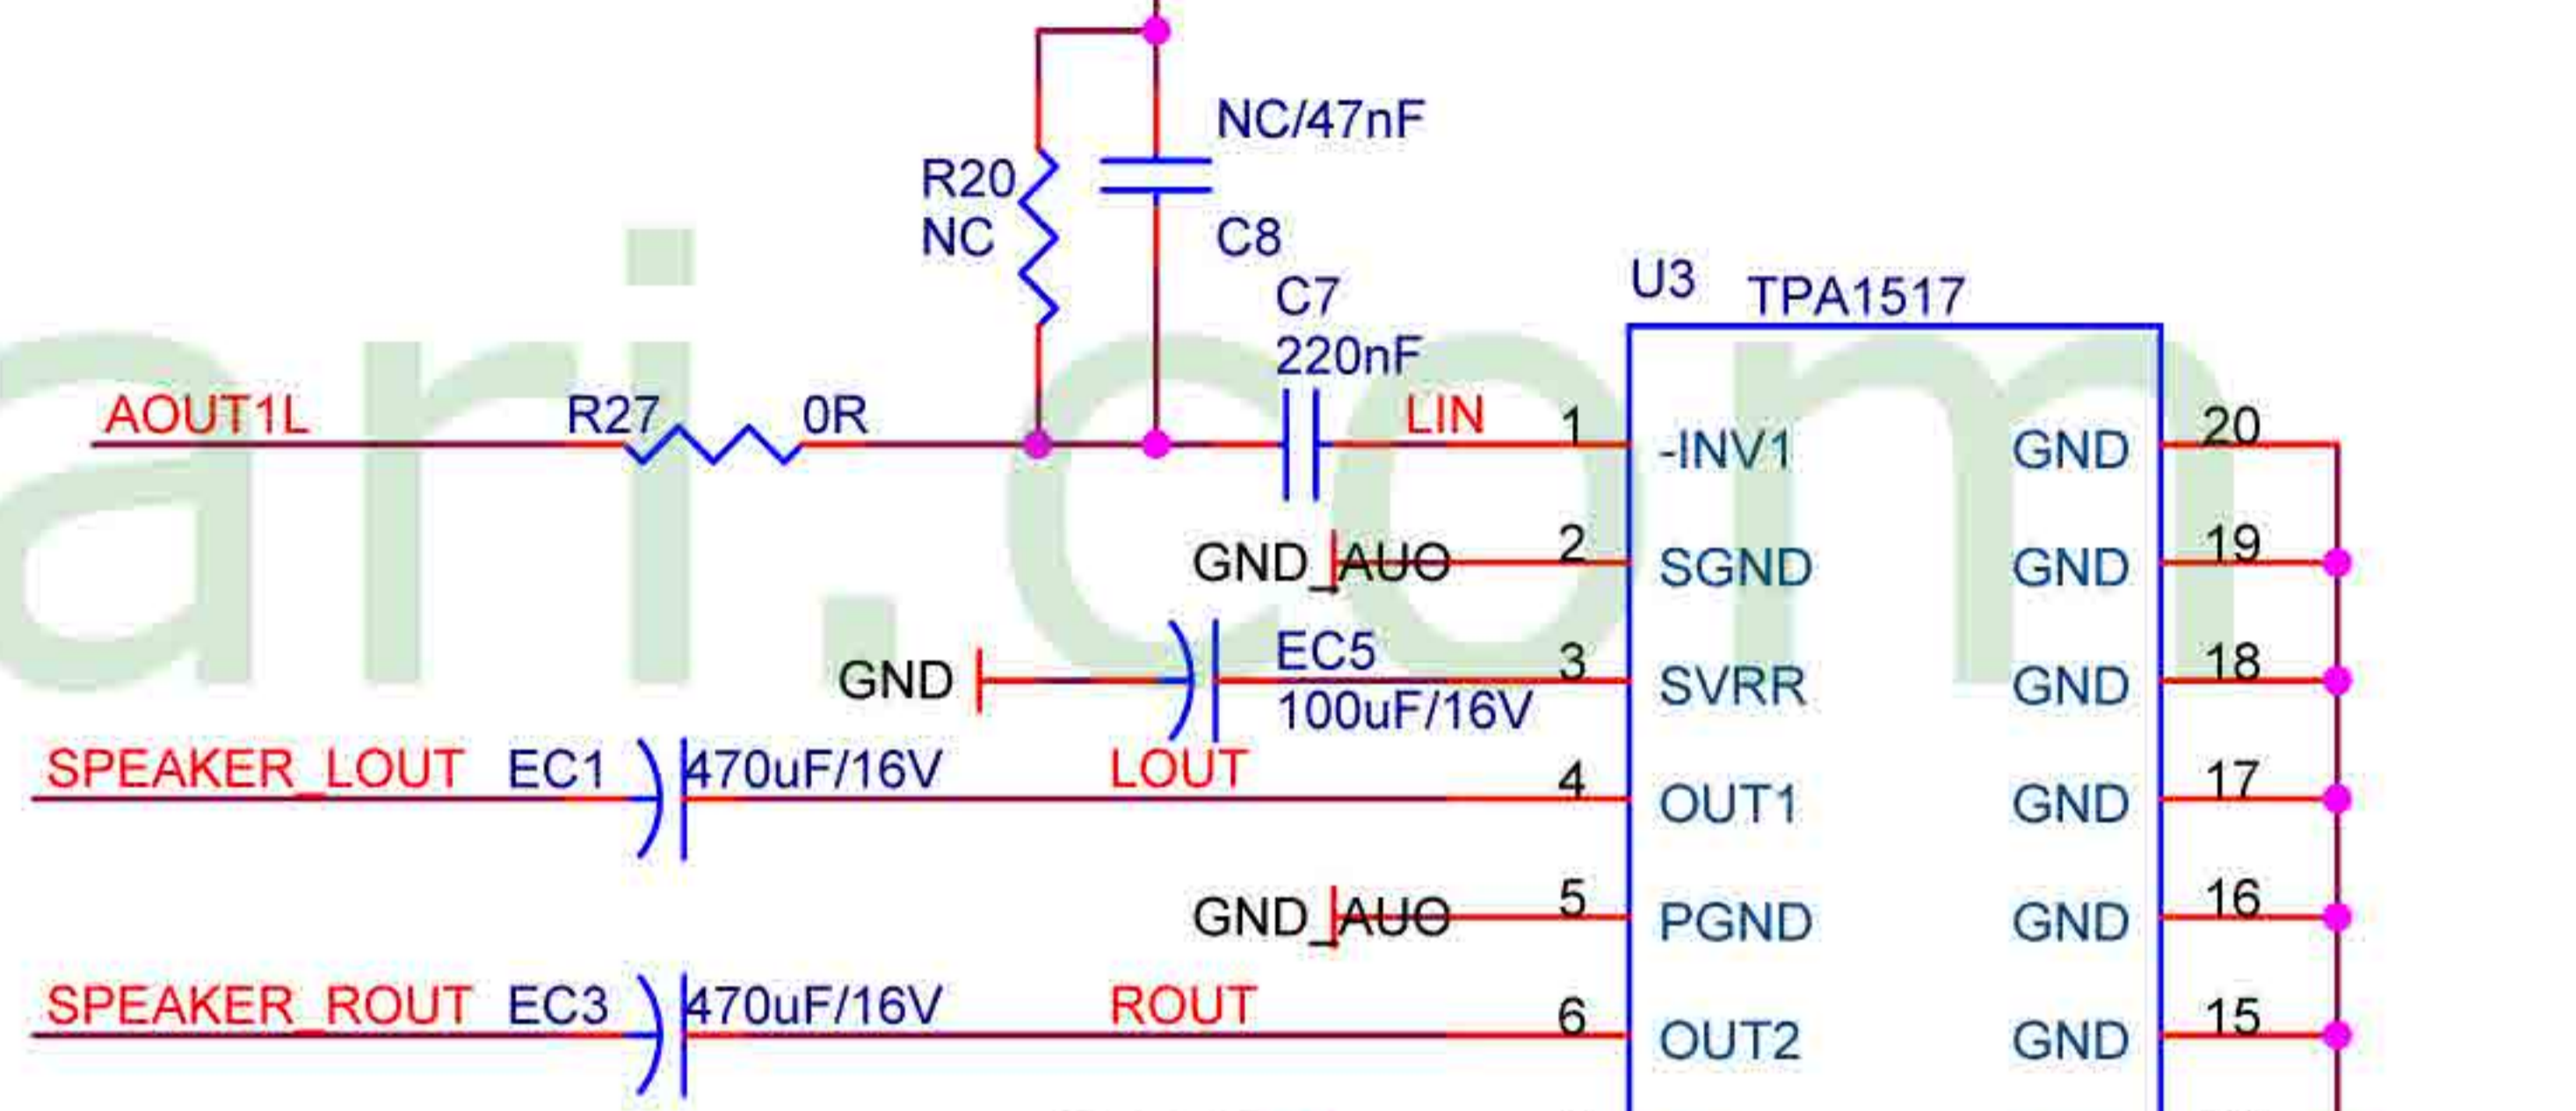 NC/47nF
R20
NC
C8
C7
220nF
U3 TPA1517
AOUT1L R27 0R LIN 1 -INV1 GND 20
GND_AUO 2 SGND GND 19
GND EC5 3 SVRR GND 18
100uF/16V
SPEAKER_LOUT EC1 470uF/16V LOUT 4 OUT1 GND 17
GND_AUO 5 PGND GND 16
SPEAKER_ROUT EC3 470uF/16V ROUT 6 OUT2 GND 15
ari.com